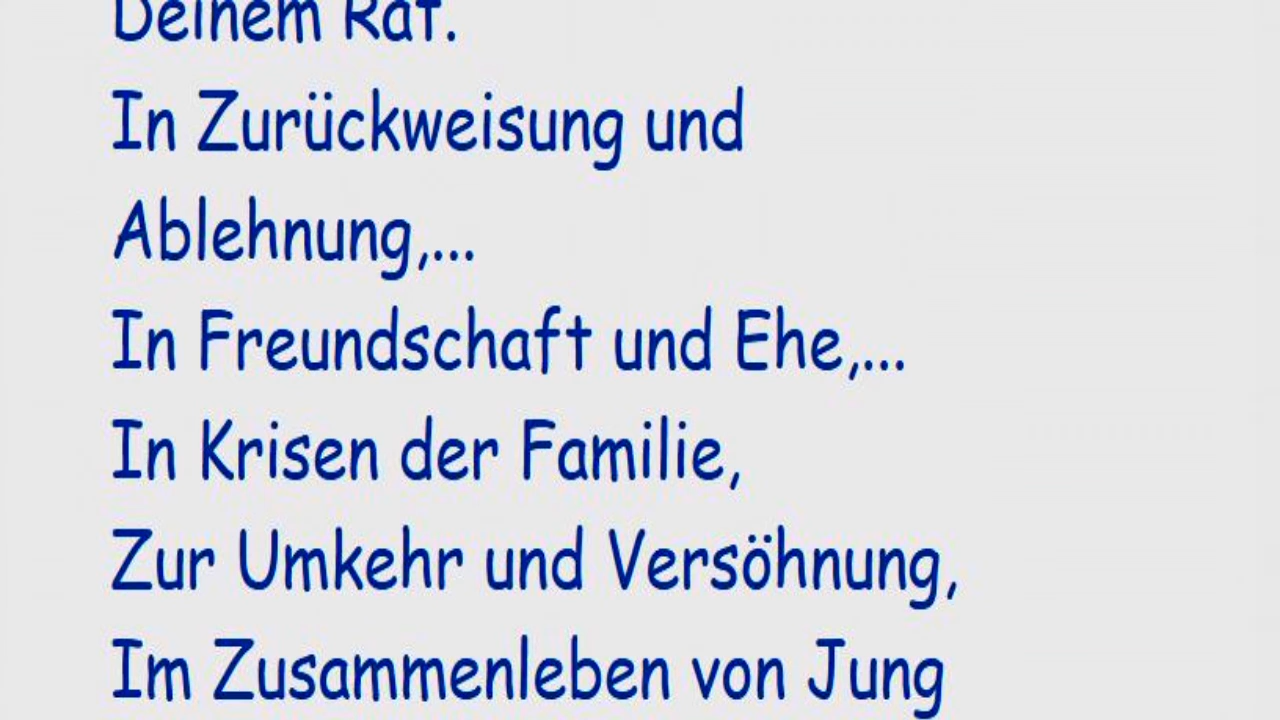 Deinem Rat.
In Zurückweisung und
Ablehnung,...
In Freundschaft und Ehe,...
In Krisen der Familie,
Zur Umkehr und Versöhnung,
Im Zusammenleben von Jung